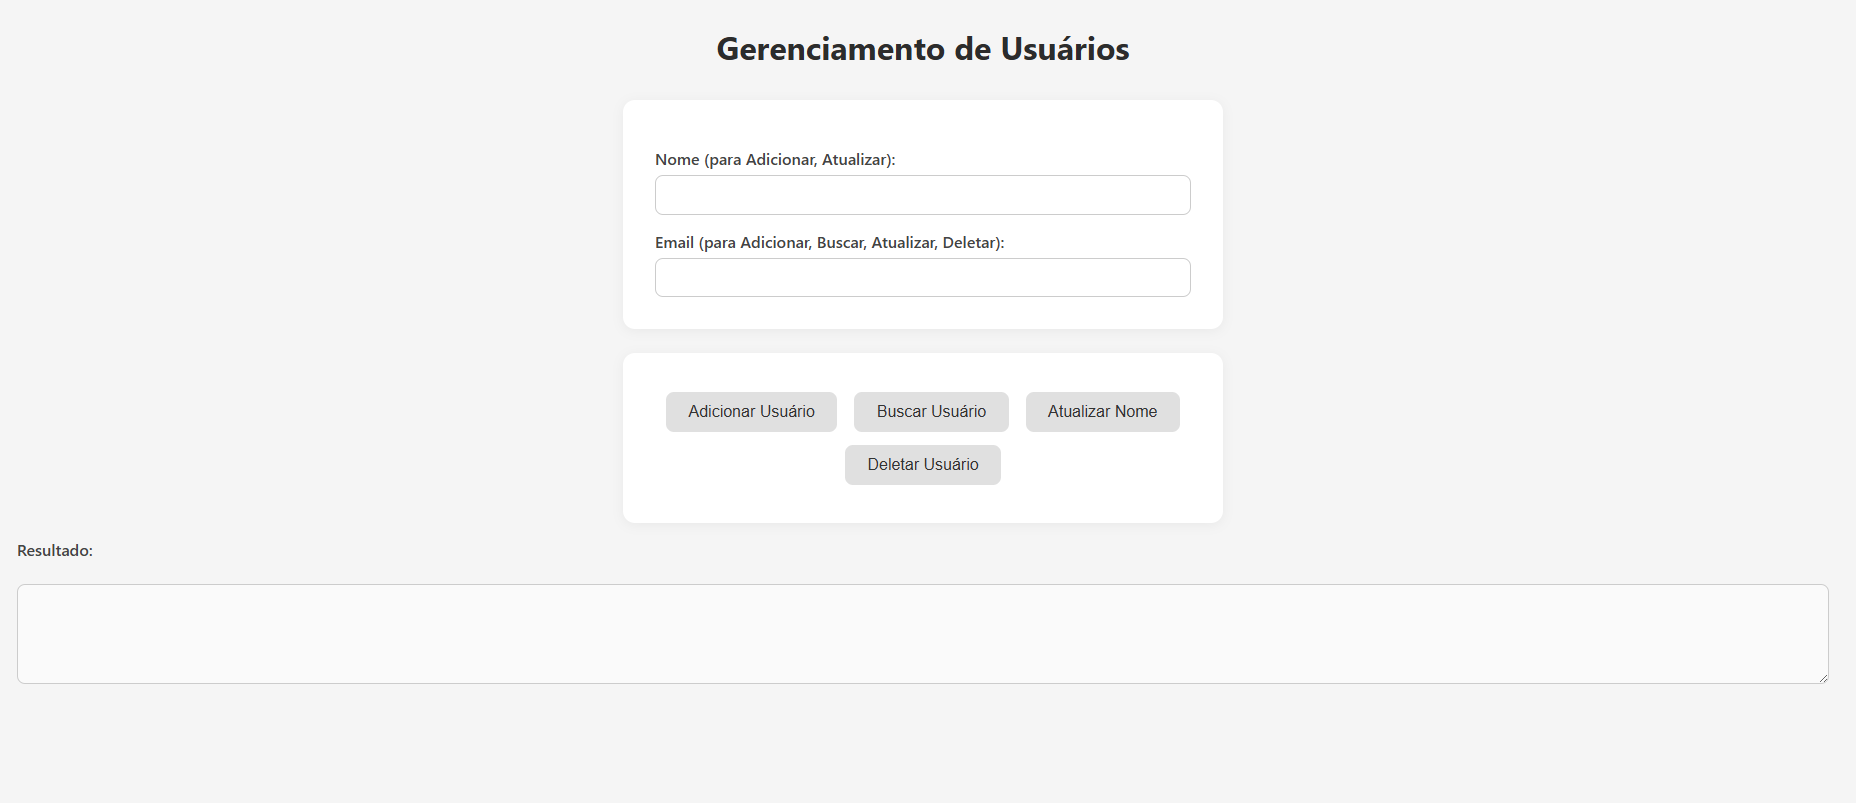 Gerenciamento de Usuários
Nome (para Adicionar, Atualizar):
Email (para Adicionar, Buscar, Atualizar, Deletar):
Adicionar Usuário Buscar Usuário Atualizar Nome
Deletar Usuário
Resultado: